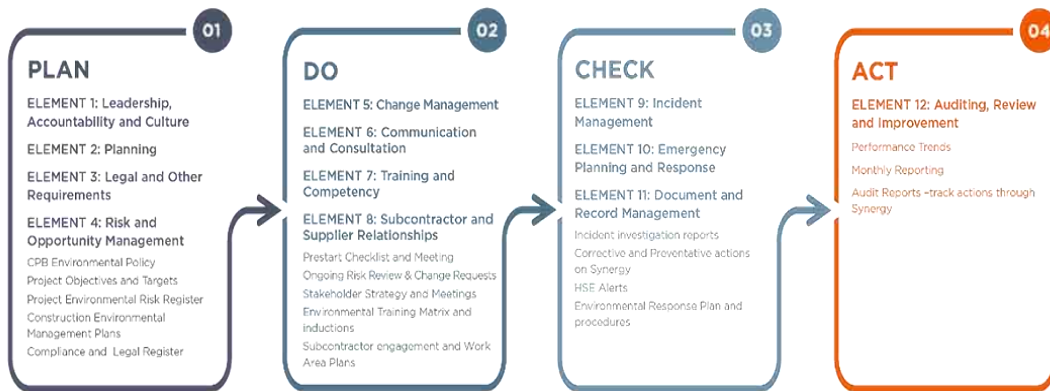 01
PLAN
ELEMENT 1: Leadership,
Accountability and Culture
ELEMENT 2: Planning
ELEMENT 3: Legal and Other
Requirements
ELEMENT 4: Risk and
Opportunity Management
CPB Environmental Policy
Project Objectives and Targets
Project Environmental Risk Register
Construction Environmental
Management Plans
Compliance and Legal Register
02
DO
ELEMENT 5: Change Management
ELEMENT 6: Communication
and Consultation
ELEMENT 7: Training and
Competency
ELEMENT 8: Subcontractor and
Supplier Relationships
Prestart Checklist and Meeting
Ongoing Risk Review & Change Requests
Stakeholder Strategy and Meetings
Environmental Training Matrix and
inductions
Subcontractor engagement and Work
Area Plans
03
CHECK
ELEMENT 9: Incident
Management
ELEMENT 10: Emergency
Planning and Response
ELEMENT 11: Document and
Record Management
Incident investigation reports
Corrective and Preventative actions
on Synergy
HSE Alerts
Environmental Response Plan and
procedures
04
ACT
ELEMENT 12: Auditing, Review
and Improvement
Performance Trends
Monthly Reporting
Audit Reports –track actions through
Synergy